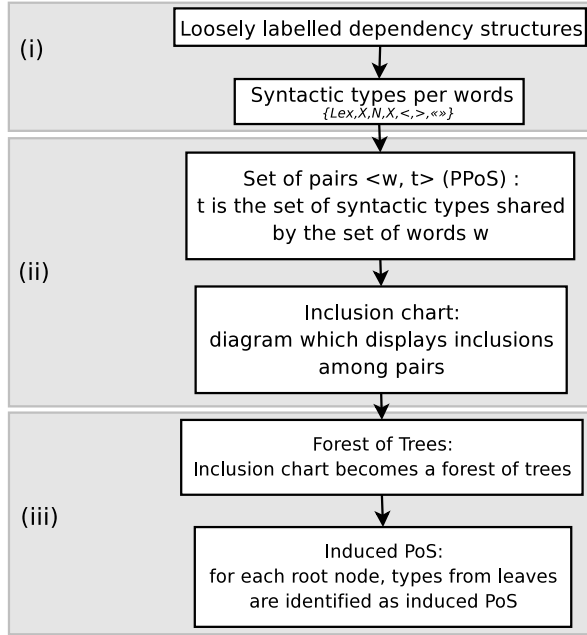 (i)
Loosely labelled dependency structures
Syntactic types per words
{Lex,X,N,X,<,>,«»}
(ii)
Set of pairs <w, t> (PPoS) :
t is the set of syntactic types shared
by the set of words w
Inclusion chart:
diagram which displays inclusions
among pairs
(iii)
Forest of Trees:
Inclusion chart becomes a forest of trees
Induced PoS:
for each root node, types from leaves
are identified as induced PoS